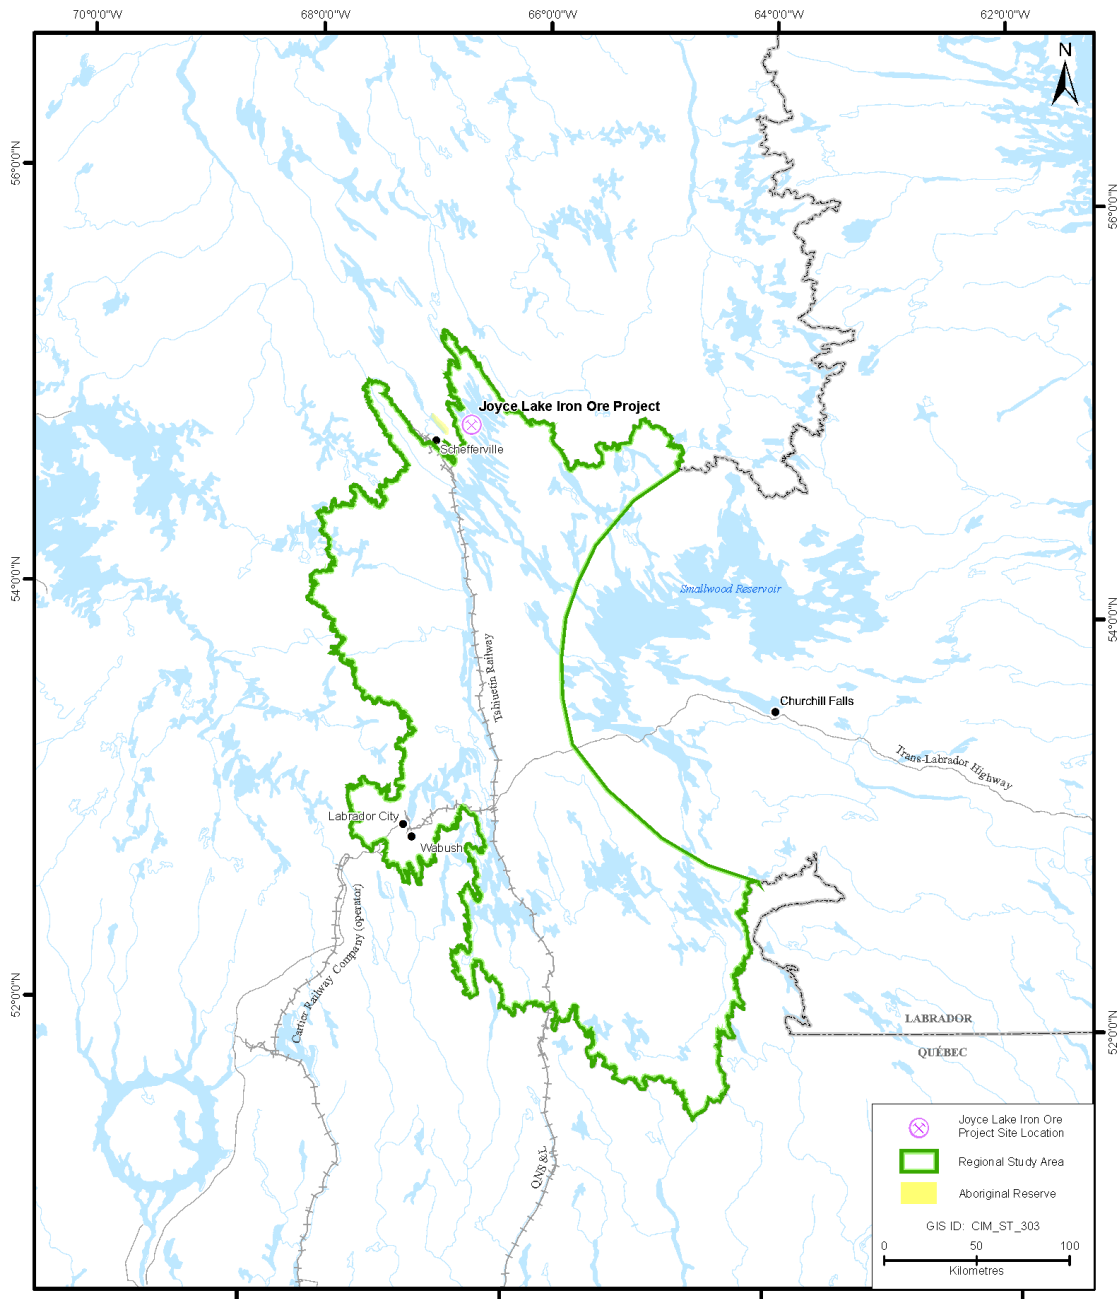 70°0'0"W
68°0'0"W
66°0'0"W
64°0'0"W
62°0'0"W
N
56°0'0"N
56°0'0"N
Joyce Lake Iron Ore Project
Schefferville
54°0'0"N
54°0'0"N
Smallwood Reservoir
Tshiuetin Railway
Churchill Falls
Trans-Labrador Highway
Labrador City
Wabush
Cartier Railway Company (operator)
52°0'0"N
52°0'0"N
LABRADOR
QUÉBEC
QNS&L
Joyce Lake Iron Ore
Project Site Location
Regional Study Area
Aboriginal Reserve
GIS ID: CIM_ST_303
0 50 100
Kilometres